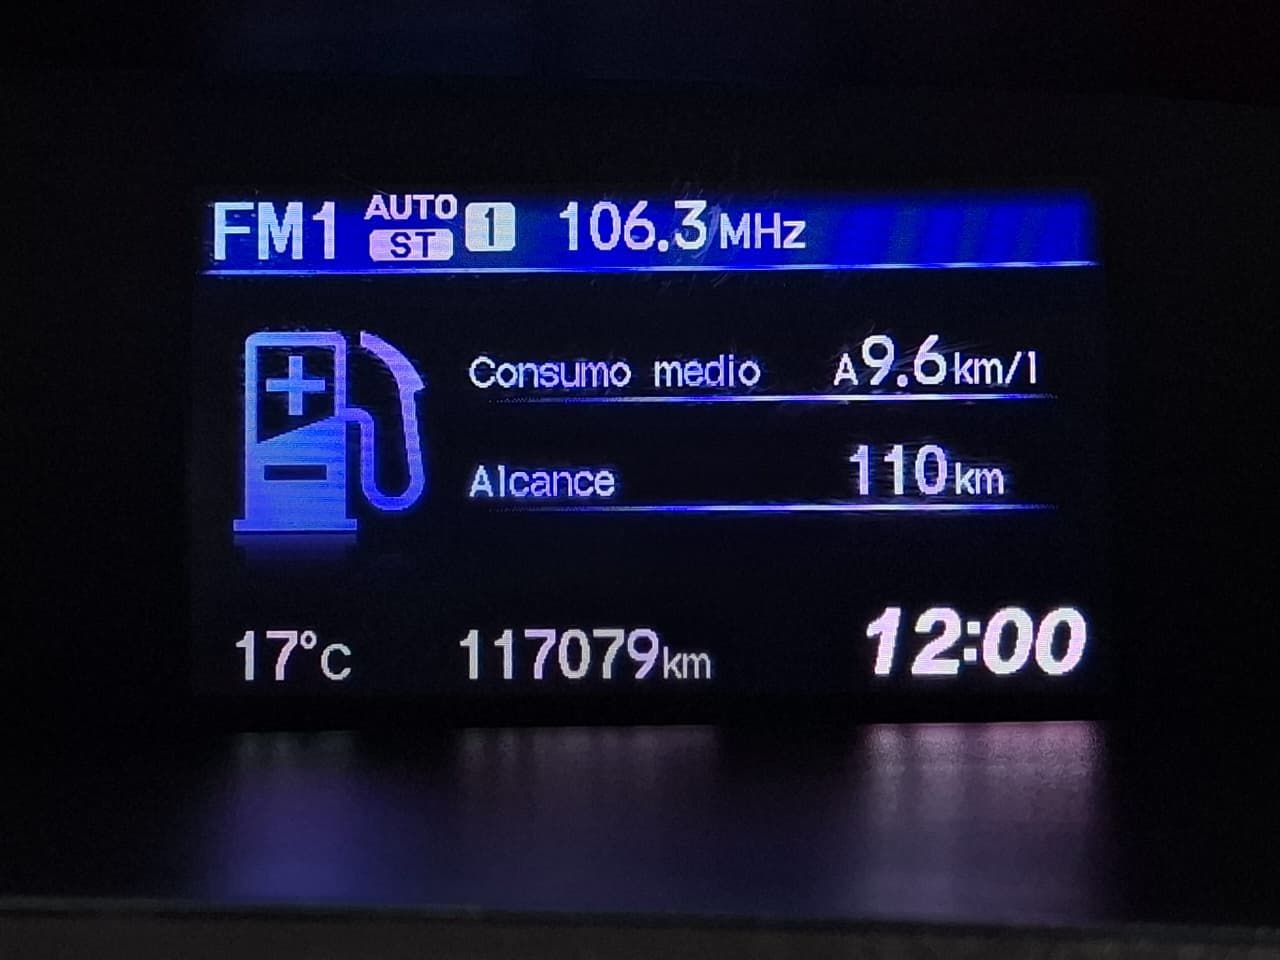 FM1 AUTO ST 1 106.3MHz
Consumo medio A9.6km/l
Alcance 110km
17°C 117079km 12:00